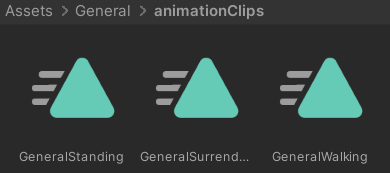 Assets > General > animationClips
GeneralStanding GeneralSurrend... GeneralWalking